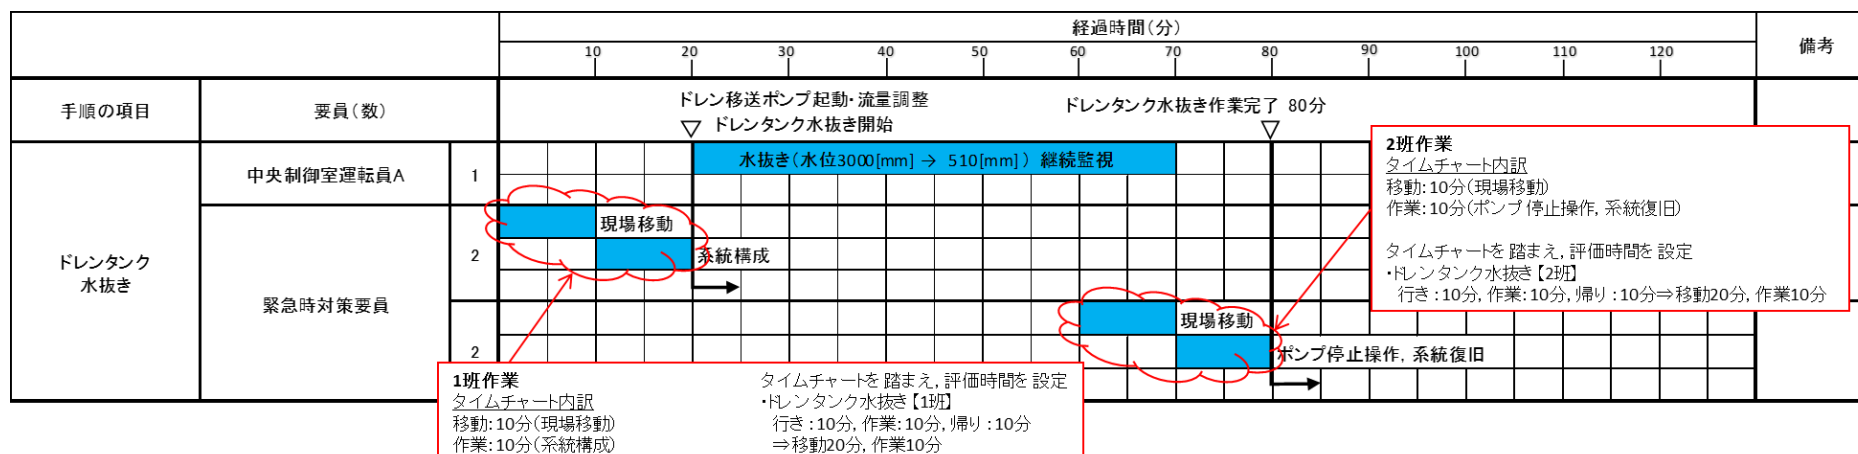 経過時間(分)
備考
10 20 30 40 50 60 70 80 90 100 110 120
手順の項目
要員(数)
ドレン移送ポンプ起動・流量調整
ドレンタンク水抜き開始
ドレンタンク水抜き作業完了 80分
ドレンタンク
水抜き
中央制御室運転員A
1
水抜き(水位3000[mm] → 510[mm]) 継続監視
緊急時対策要員
2
現場移動
系統構成
2
現場移動
ポンプ停止操作, 系統復旧
1班作業
タイムチャート内訳
移動:10分(現場移動)
作業:10分(系統構成)
タイムチャートを踏まえ, 評価時間を設定
・ドレンタンク水抜き【1班】
行き:10分, 作業:10分, 帰り:10分
⇒移動20分, 作業10分
2班作業
タイムチャート内訳
移動:10分(現場移動)
作業:10分(ポンプ停止操作, 系統復旧)
タイムチャートを踏まえ, 評価時間を設定
・ドレンタンク水抜き【2班】
行き:10分, 作業:10分, 帰り:10分⇒移動20分, 作業10分